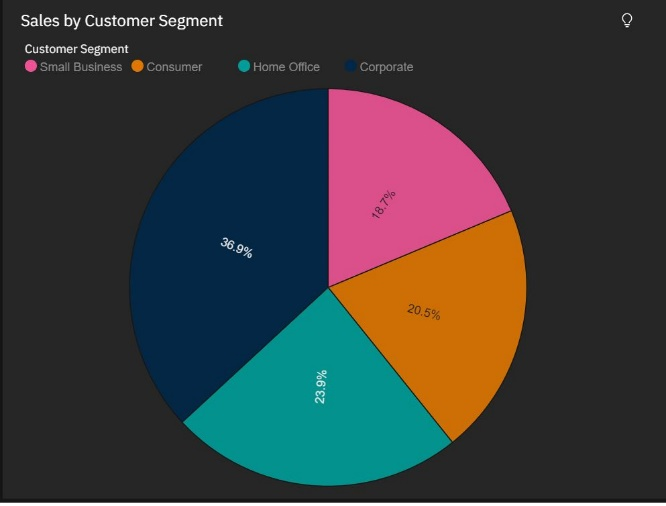 Sales by Customer Segment
Customer Segment
Small Business Consumer Home Office Corporate
18.7%
36.9%
20.5%
23.9%